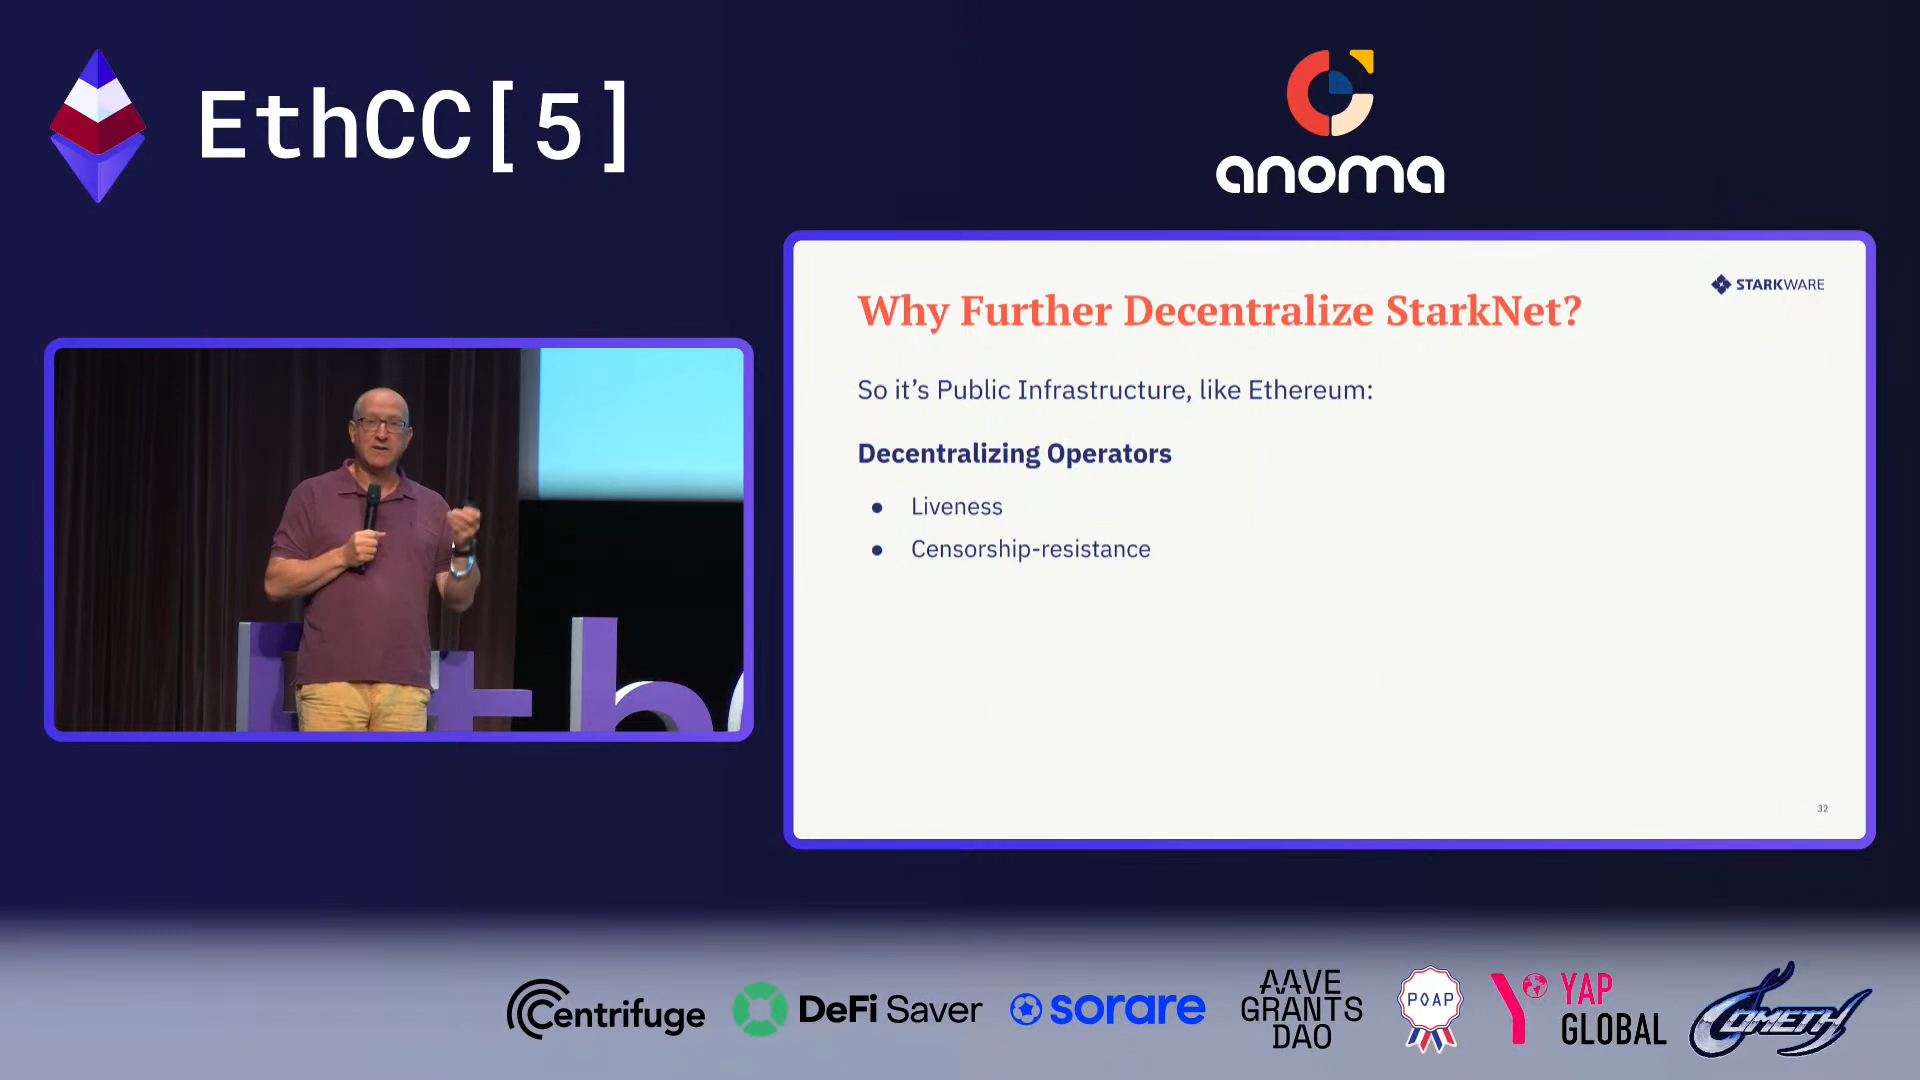 EthCC[5]
anoma
STARKWARE
Why Further Decentralize StarkNet?
So it's Public Infrastructure, like Ethereum:
Decentralizing Operators
● Liveness
● Censorship-resistance
32
Centrifuge
DeFi Saver
sorare
AAVE
GRANTS
DAO
POAP
YAP
GLOBAL
COMETH